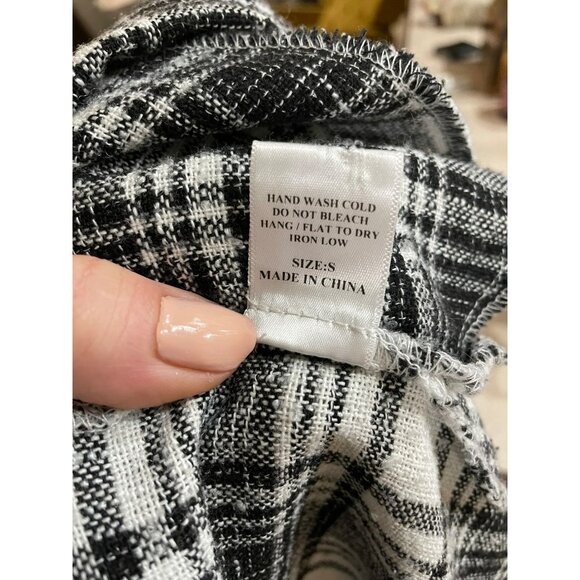 HAND WASH COLD
DO NOT BLEACH
HANG / FLAT TO DRY
IRON LOW
SIZE:S
MADE IN CHINA